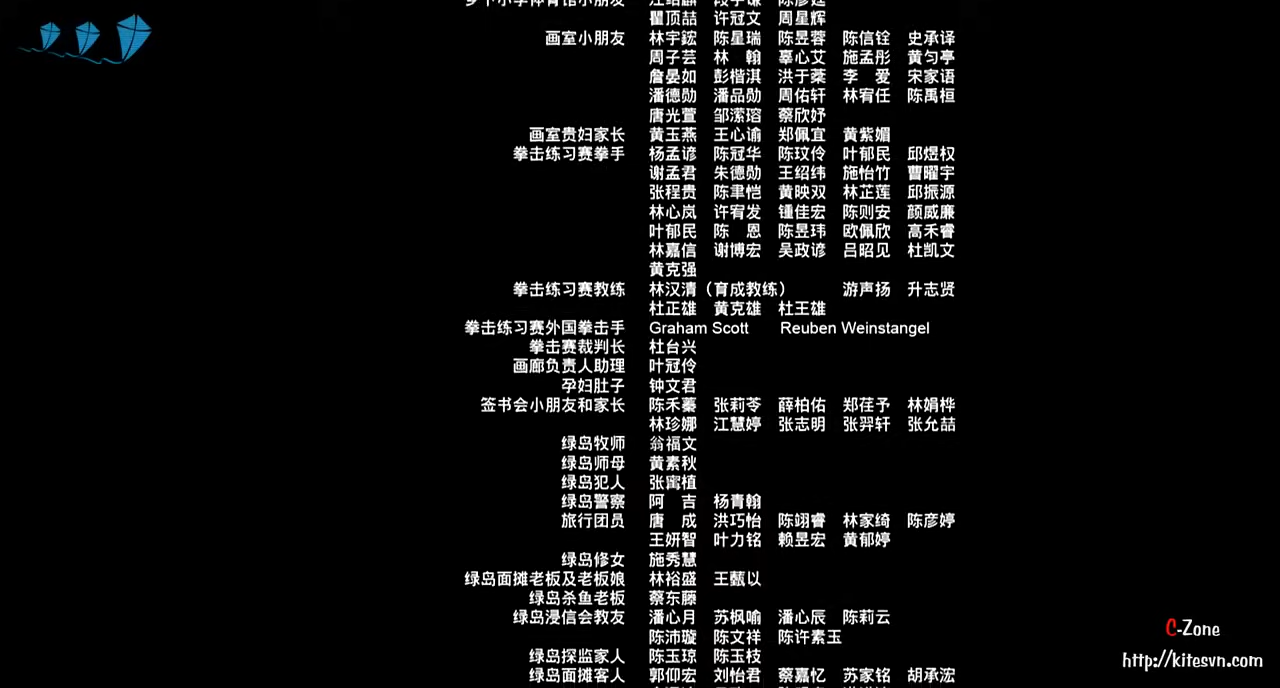 瞿顶喆 许冠文 周星辉
画室小朋友 林宇鋐 陈星瑞 陈昱蓉 陈信铨 史承译
周子芸 林 翰 辜心艾 施孟彤 黄匀亭
詹晏如 彭楷淇 洪于棻 李 爱 宋家语
潘德勋 潘品勋 周佑轩 林宥任 陈禹桓
唐光萱 邹潆瑢 蔡欣妤
画室贵妇家长 黄玉燕 王心谕 郑佩宜 黄紫媚
拳击练习赛拳手 杨孟谚 陈冠华 陈玟伶 叶郁民 邱煜权
谢孟君 朱德勋 王绍纬 施怡竹 曹曜宇
张程贵 陈聿恺 黄映双 林芷莲 邱振源
林心岚 许宥发 锺佳宏 陈则安 颜威廉
叶郁民 陈 恩 陈昱玮 欧佩欣 高禾睿
林嘉信 谢博宏 吴政谚 吕昭见 杜凯文
黄克强
拳击练习赛教练 林汉清（育成教练） 游声扬 升志贤
杜正雄 黄克雄 杜王雄
拳击练习赛外国拳击手 Graham Scott Reuben Weinstangel
拳击赛裁判长 杜台兴
画廊负责人助理 叶冠伶
孕妇肚子 钟文君
签书会小朋友和家长 陈禾蓁 张莉苓 薛柏佑 郑荏予 林娟桦
林珍娜 江慧婷 张志明 张羿轩 张允喆
绿岛牧师 翁福文
绿岛师母 黄素秋
绿岛犯人 张寗植
绿岛警察 阿 吉 杨青翰
旅行团员 唐 成 洪巧怡 陈翊睿 林家绮 陈彦婷
王妍智 叶力铭 赖昱宏 黄郁婷
绿岛修女 施秀慧
绿岛面摊老板及老板娘 林裕盛 王蓺以
绿岛杀鱼老板 蔡东藤
绿岛浸信会教友 潘心月 苏枫喻 潘心辰 陈莉云
陈沛璇 陈文祥 陈许素玉
绿岛探监家人 陈玉琼 陈玉枝
绿岛面摊客人 郭仰宏 刘怡君 蔡嘉忆 苏家铭 胡承浤
C-Zone
http://kitesvn.com